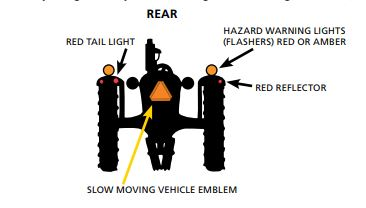 REAR
HAZARD WARNING LIGHTS
(FLASHERS) RED OR AMBER
RED TAIL LIGHT
RED REFLECTOR
SLOW MOVING VEHICLE EMBLEM